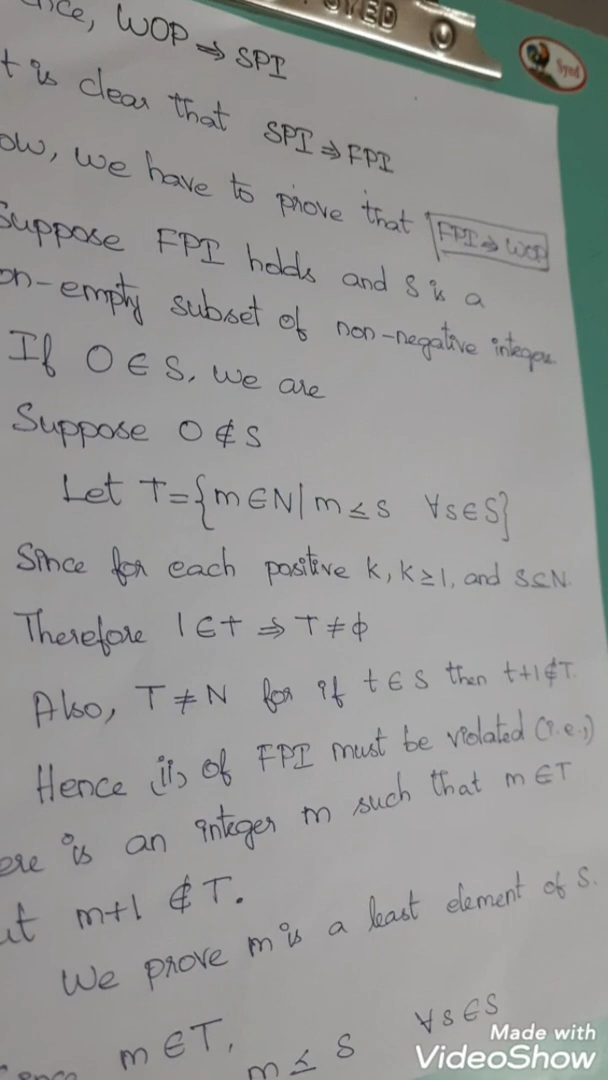 nce, WOP ⇒ SPI
t is clear that SPI ⇒ FPI
ow, we have to prove that FPI ⇒ WOP
Suppose FPI holds and S is a
on-empty subset of non-negative integers
If 0 ∈ S, we are
Suppose 0 ∉ S
Let T = {m ∈ N | m ≤ s ∀ s ∈ S}
Since for each positive k, k ≥ 1, and S ⊆ N.
Therefore 1 ∈ T ⇒ T ≠ ϕ
Also, T ≠ N for if t ∈ S then t+1 ∉ T.
Hence (ii) of FPI must be violated (i.e.,)
ere is an integer m such that m ∈ T
ut m+1 ∉ T.
We prove m is a least element of S.
m ∈ T, m ≤ s ∀ s ∈ S
Syed
Made with
VideoShow